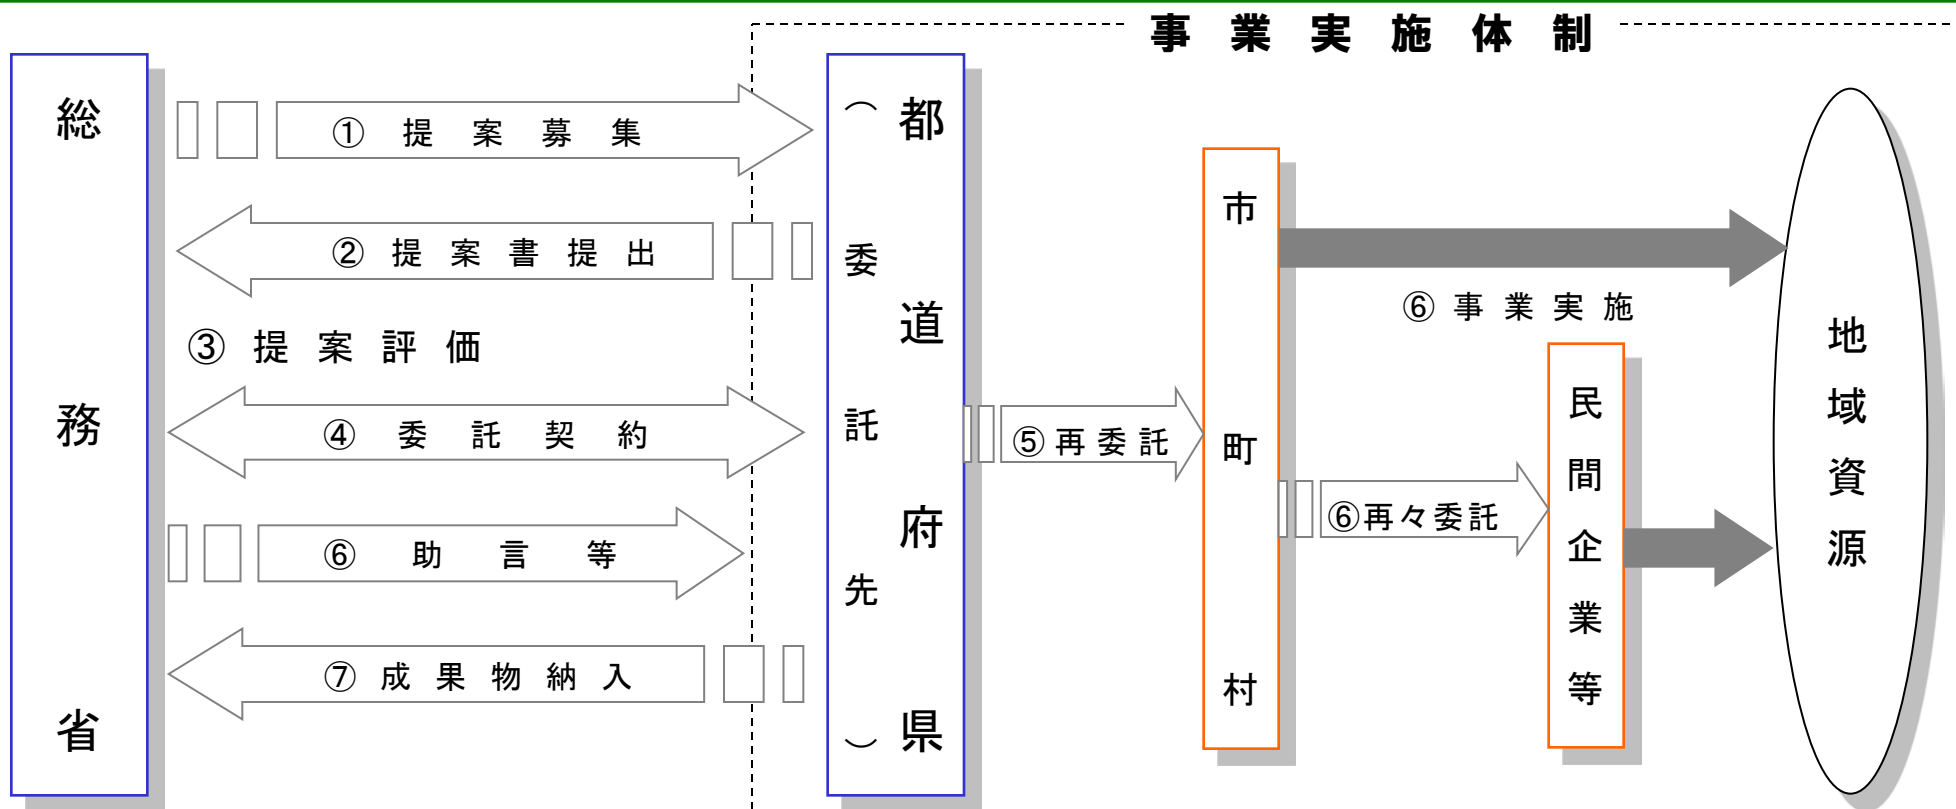 事業実施体制
総務省
①提案募集
②提案書提出
③提案評価
④委託契約
⑥助言等
⑦成果物納入
都道府県
（委託先）
⑤再委託
市町村
⑥事業実施
⑥再々委託
民間企業等
地域資源